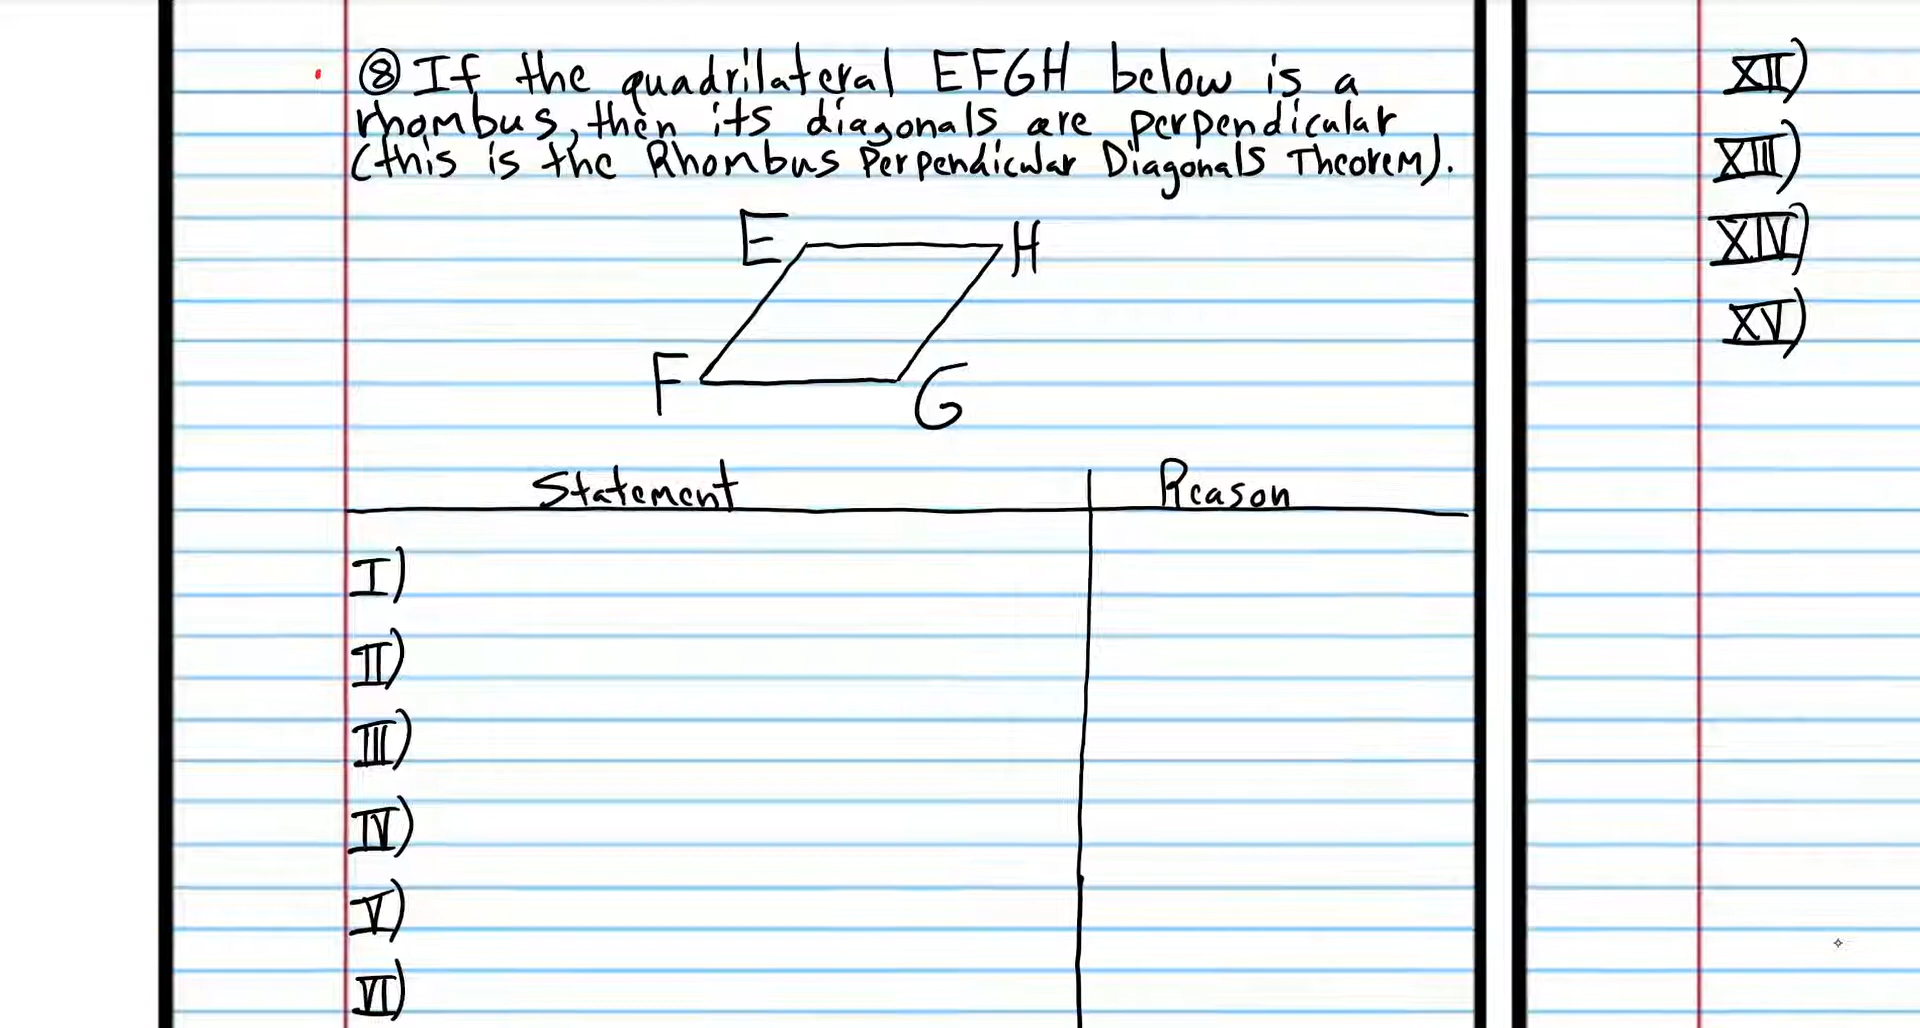 ⑧ If the quadrilateral EFGH below is a
rhombus, then its diagonals are perpendicular
(this is the Rhombus Perpendicular Diagonals Theorem).
E
H
F
G
Statement
Reason
I)
II)
III)
IV)
V)
VI)
XII)
XIII)
XIV)
XV)